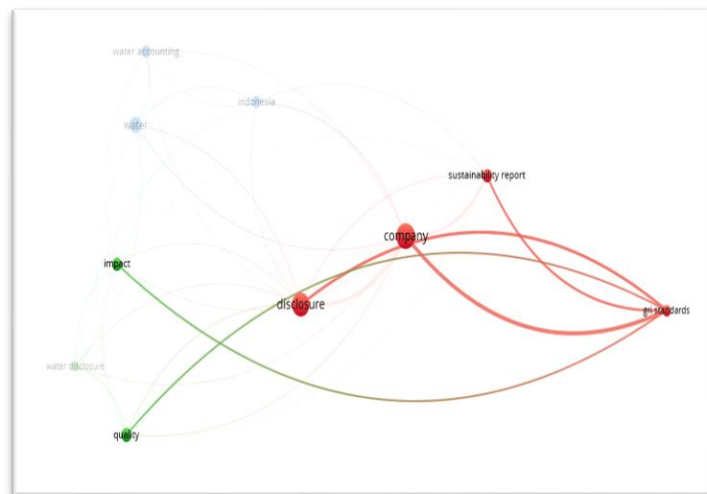 water accounting
indonesia
water
sustainability report
company
impact
disclosure
gri standards
water disclosure
quality